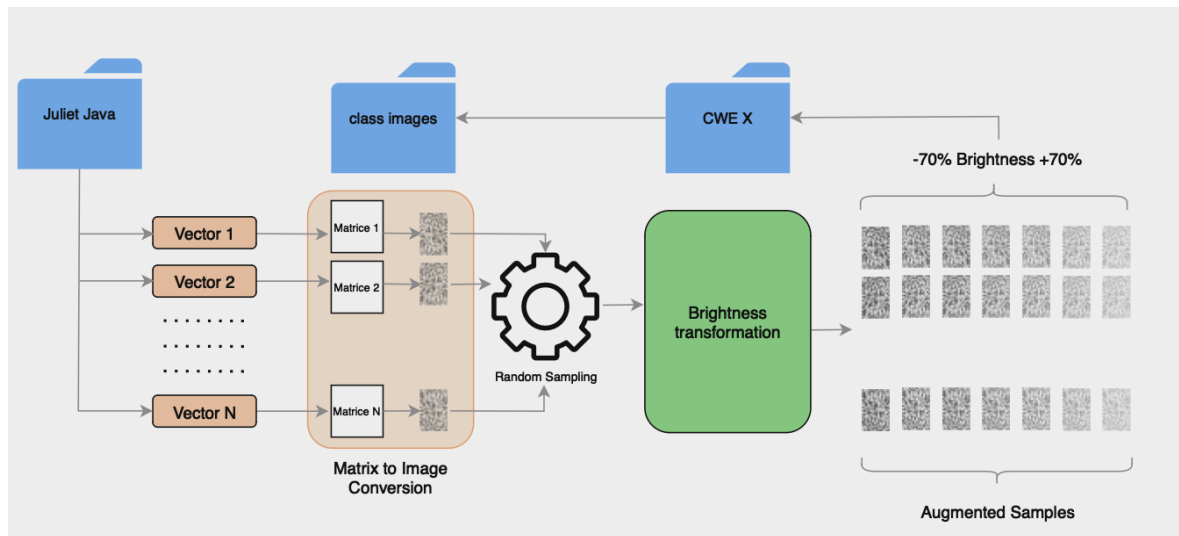 Juliet Java
class images
CWE X
-70% Brightness +70%
Vector 1
Matrice 1
Vector 2
Matrice 2
Brightness
transformation
Random Sampling
Vector N
Matrice N
Matrix to Image
Conversion
Augmented Samples